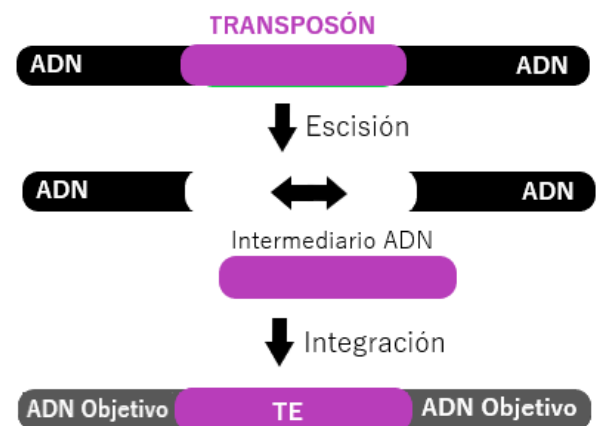 TRANSPOSÓN
ADN ADN
Escisión
ADN ADN
Intermediario ADN
Integración
ADN Objetivo TE ADN Objetivo